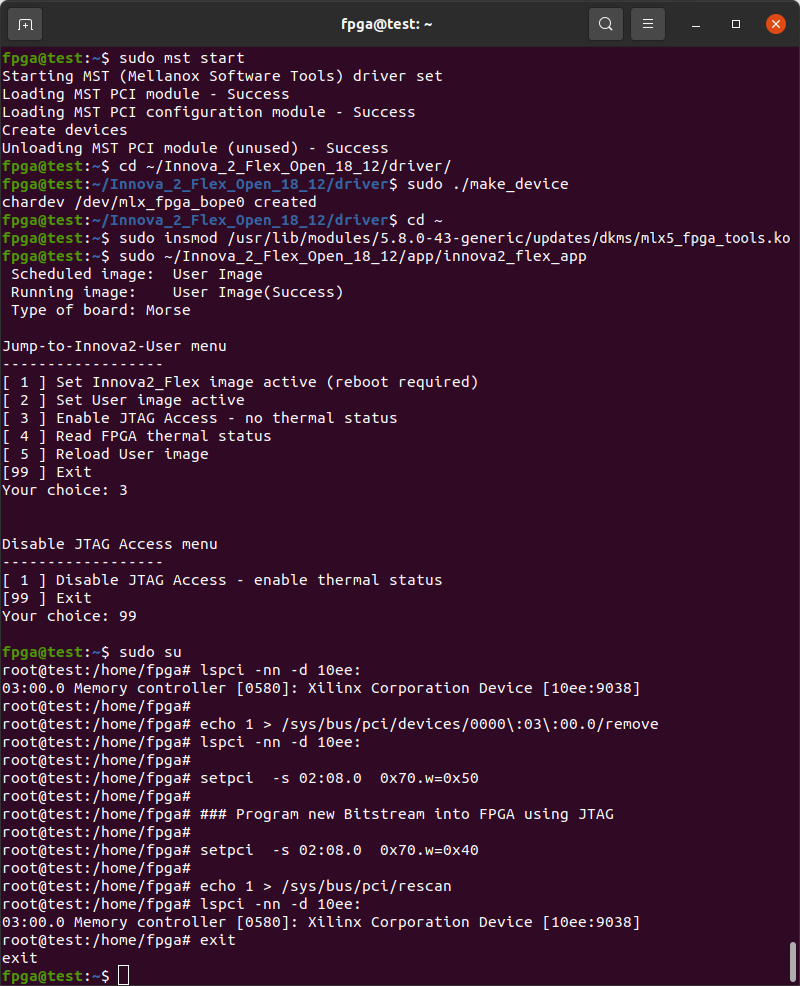 fpga@test: ~
fpga@test:~$ sudo mst start
Starting MST (Mellanox Software Tools) driver set
Loading MST PCI module - Success
Loading MST PCI configuration module - Success
Create devices
Unloading MST PCI module (unused) - Success
fpga@test:~$ cd ~/Innova_2_Flex_Open_18_12/driver/
fpga@test:~/Innova_2_Flex_Open_18_12/driver$ sudo ./make_device
chardev /dev/mlx_fpga_bope0 created
fpga@test:~/Innova_2_Flex_Open_18_12/driver$ cd ~
fpga@test:~$ sudo insmod /usr/lib/modules/5.8.0-43-generic/updates/dkms/mlx5_fpga_tools.ko
fpga@test:~$ sudo ~/Innova_2_Flex_Open_18_12/app/innova2_flex_app
 Scheduled image:  User Image
 Running image:    User Image(Success)
 Type of board: Morse
Jump-to-Innova2-User menu
------------------
[ 1 ] Set Innova2_Flex image active (reboot required)
[ 2 ] Set User image active
[ 3 ] Enable JTAG Access - no thermal status
[ 4 ] Read FPGA thermal status
[ 5 ] Reload User image
[99 ] Exit
Your choice: 3
Disable JTAG Access menu
------------------
[ 1 ] Disable JTAG Access - enable thermal status
[99 ] Exit
Your choice: 99
fpga@test:~$ sudo su
root@test:/home/fpga# lspci -nn -d 10ee:
03:00.0 Memory controller [0580]: Xilinx Corporation Device [10ee:9038]
root@test:/home/fpga#
root@test:/home/fpga# echo 1 > /sys/bus/pci/devices/0000\:03\:00.0/remove
root@test:/home/fpga# lspci -nn -d 10ee:
root@test:/home/fpga#
root@test:/home/fpga# setpci  -s 02:08.0  0x70.w=0x50
root@test:/home/fpga#
root@test:/home/fpga# ### Program new Bitstream into FPGA using JTAG
root@test:/home/fpga#
root@test:/home/fpga# setpci  -s 02:08.0  0x70.w=0x40
root@test:/home/fpga#
root@test:/home/fpga# echo 1 > /sys/bus/pci/rescan
root@test:/home/fpga# lspci -nn -d 10ee:
03:00.0 Memory controller [0580]: Xilinx Corporation Device [10ee:9038]
root@test:/home/fpga# exit
exit
fpga@test:~$